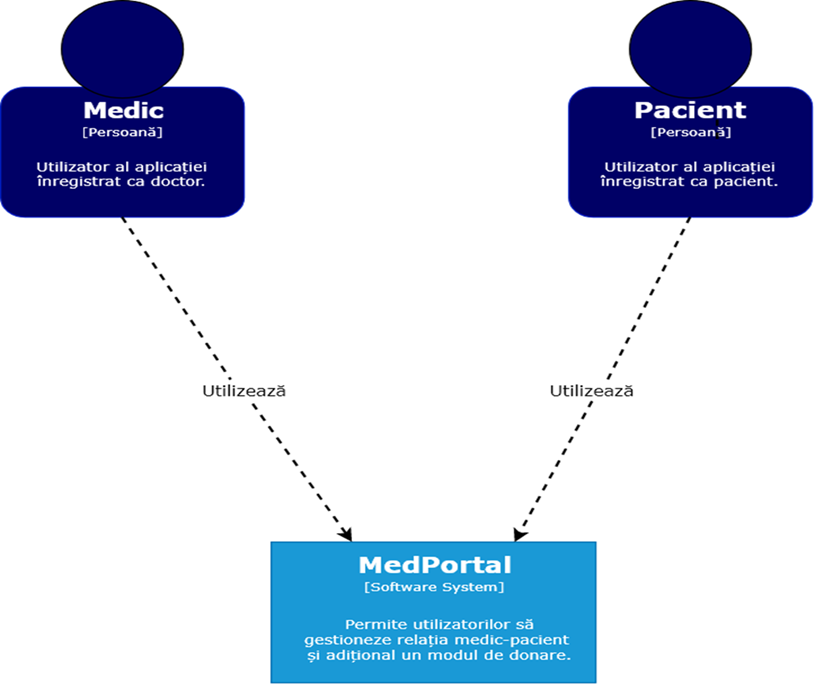 Medic
[Persoană]
Utilizator al aplicației
înregistrat ca doctor.
Pacient
[Persoană]
Utilizator al aplicației
înregistrat ca pacient.
Utilizează
Utilizează
MedPortal
[Software System]
Permite utilizatorilor să
gestioneze relația medic-pacient
și adițional un modul de donare.